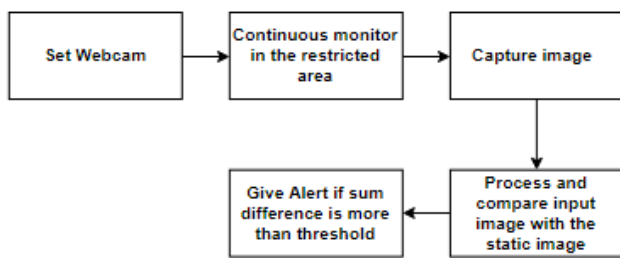 Set Webcam
Continuous monitor
in the restricted
area
Capture image
Process and
compare input
image with the
static image
Give Alert if sum
difference is more
than threshold